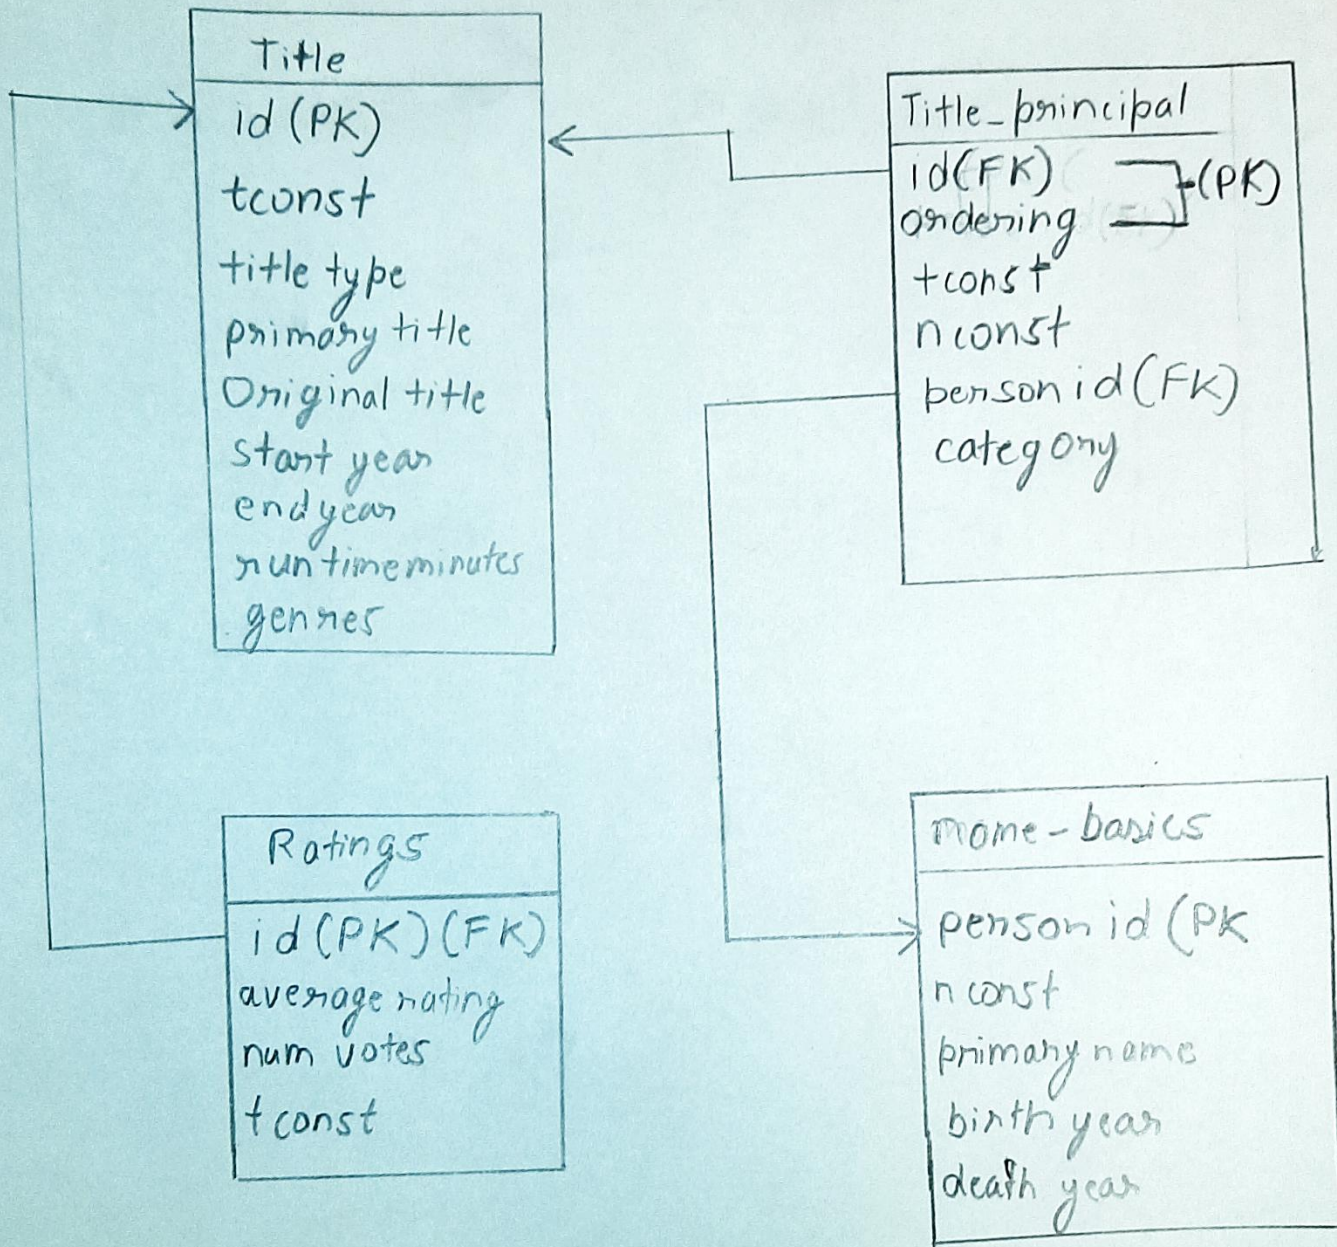 Title
id (PK)
tconst
title type
primary title
Original title
start year
end year
runtimeminutes
genres
Title_principal
id(FK)
(PK)
ordering
tconst
nconst
person id (FK)
category
Ratings
id (PK) (FK)
average rating
num votes
tconst
name-basics
person id (PK
nconst
primary name
birth year
death year